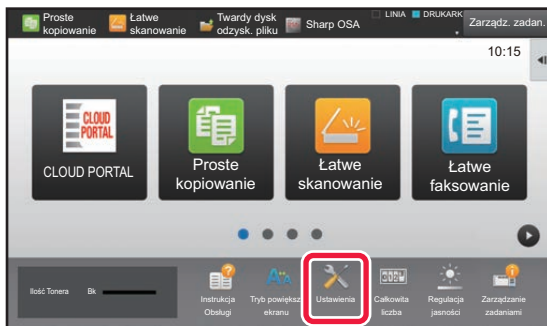 Proste
kopiowanie
Łatwe
skanowanie
Twardy dysk
odzysk. pliku
Sharp OSA
LINIA
DRUKARK
Zarządz. zadan.
10:15
CLOUD
PORTAL
CLOUD PORTAL
Proste
kopiowanie
Łatwe
skanowanie
Łatwe
faksowanie
Ilość Tonera Bk
Instrukcja
Obsługi
Tryb powiększ
ekranu
Ustawienia
Całkowita
liczba
Regulacja
jasności
Zarządzanie
zadaniami